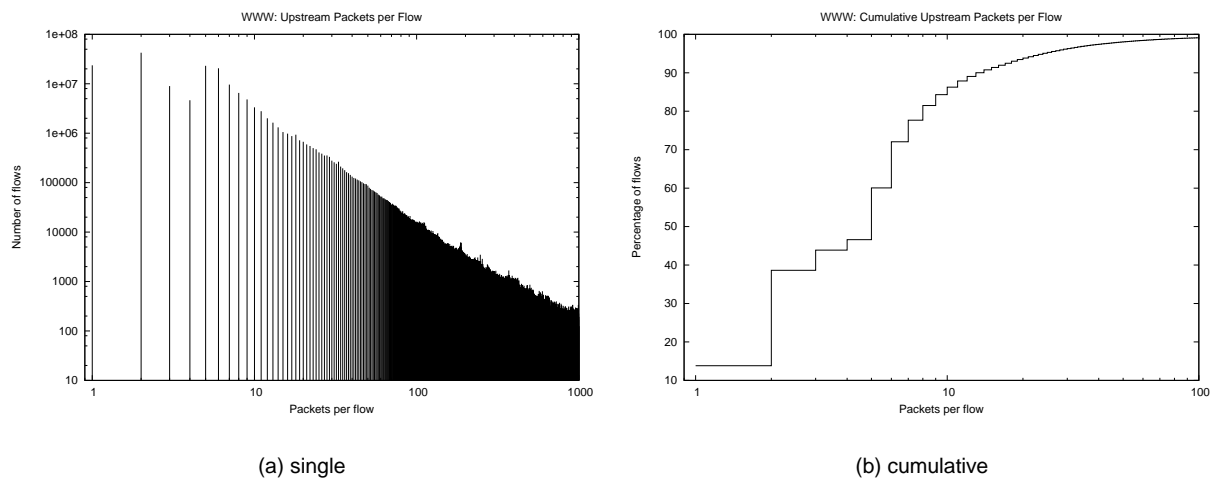 WWW: Upstream Packets per Flow
1e+08
1e+07
1e+06
100000
10000
1000
100
10
1 10 100 1000
Number of flows
Packets per flow
(a) single
WWW: Cumulative Upstream Packets per Flow
100
90
80
70
60
50
40
30
20
10
1 10 100
Percentage of flows
Packets per flow
(b) cumulative